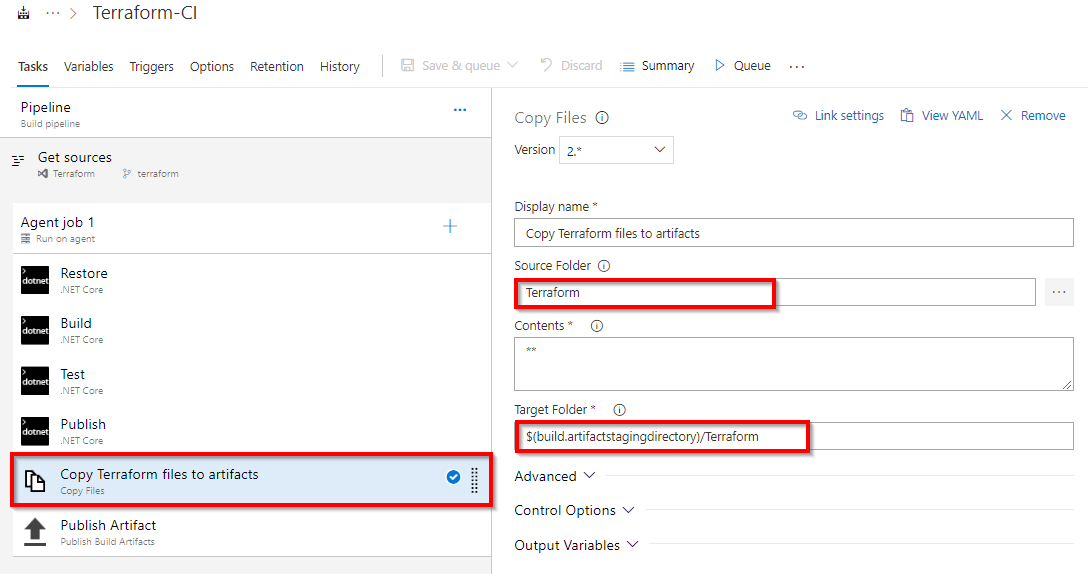 ··· > Terraform-CI
Tasks Variables Triggers Options Retention History Save & queue Discard Summary Queue ···
Pipeline ···
Build pipeline
Get sources
Terraform terraform
Agent job 1 +
Run on agent
>
dotnet
Restore
.NET Core
>
dotnet
Build
.NET Core
>
dotnet
Test
.NET Core
>
dotnet
Publish
.NET Core
Copy Terraform files to artifacts
Copy Files
Publish Artifact
Publish Build Artifacts
Copy Files Link settings View YAML Remove
Version 2.*
Display name *
Copy Terraform files to artifacts
Source Folder
Terraform ···
Contents *
**
Target Folder *
$(build.artifactstagingdirectory)/Terraform
Advanced
Control Options
Output Variables